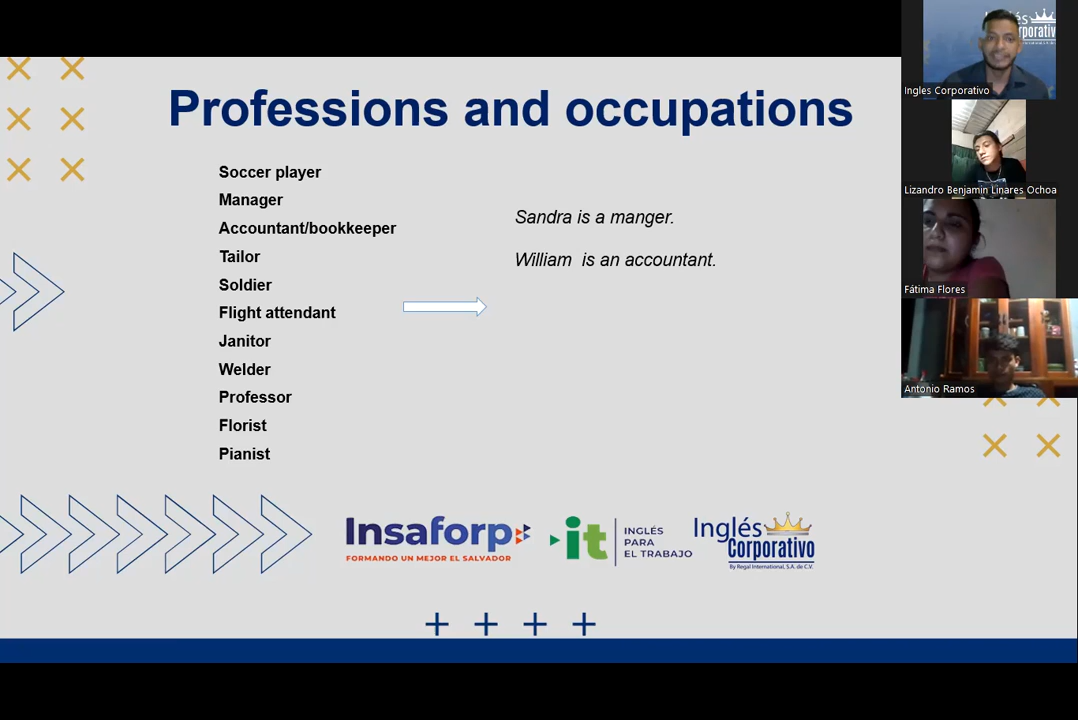 Professions and occupations
Soccer player
Manager
Accountant/bookkeeper
Tailor
Soldier
Flight attendant
Janitor
Welder
Professor
Florist
Pianist
Sandra is a manger.
William  is an accountant.
Insaforp
FORMANDO UN MEJOR EL SALVADOR
it
INGLÉS
PARA
EL TRABAJO
Inglés
Corporativo
By Regal International, S.A. de C.V.
Ingles Corporativo
Lizandro Benjamin Linares Ochoa
Fátima Flores
Antonio Ramos